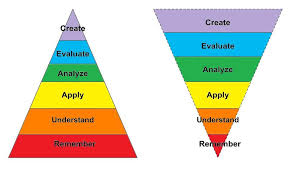 Create
Evaluate
Analyze
Apply
Understand
Remember
Create
Evaluate
Analyze
Apply
Understand
Remember